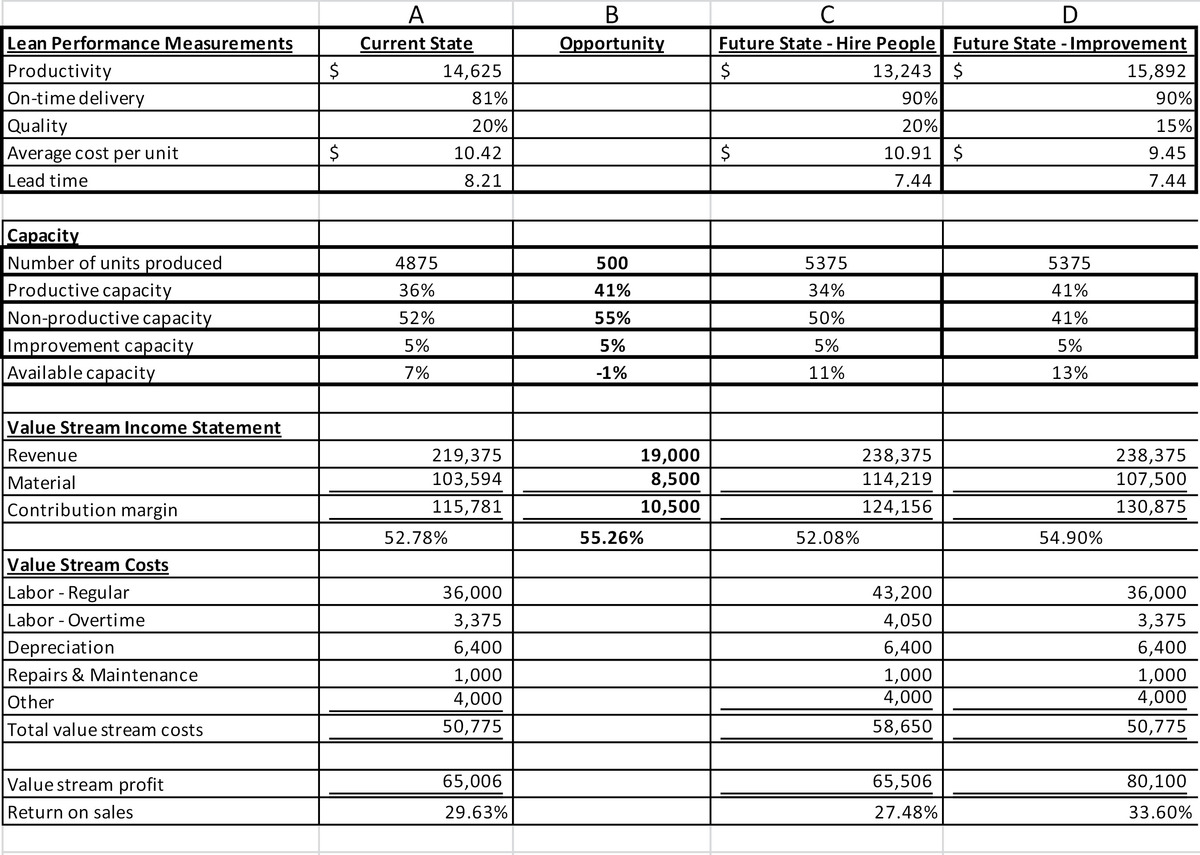 A B C D
Lean Performance Measurements Current State Opportunity Future State - Hire People Future State - Improvement
Productivity $ 14,625 $ 13,243 $ 15,892
On-time delivery 81% 90% 90%
Quality 20% 20% 15%
Average cost per unit $ 10.42 $ 10.91 $ 9.45
Lead time 8.21 7.44 7.44
Capacity
Number of units produced 4875 500 5375 5375
Productive capacity 36% 41% 34% 41%
Non-productive capacity 52% 55% 50% 41%
Improvement capacity 5% 5% 5% 5%
Available capacity 7% -1% 11% 13%
Value Stream Income Statement
Revenue 219,375 19,000 238,375 238,375
Material 103,594 8,500 114,219 107,500
Contribution margin 115,781 10,500 124,156 130,875
52.78% 55.26% 52.08% 54.90%
Value Stream Costs
Labor - Regular 36,000 43,200 36,000
Labor - Overtime 3,375 4,050 3,375
Depreciation 6,400 6,400 6,400
Repairs & Maintenance 1,000 1,000 1,000
Other 4,000 4,000 4,000
Total value stream costs 50,775 58,650 50,775
Value stream profit 65,006 65,506 80,100
Return on sales 29.63% 27.48% 33.60%